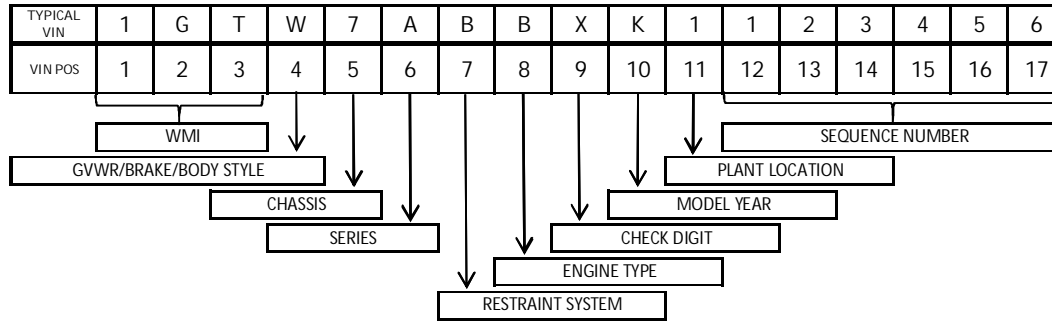 TYPICAL VIN 1 G T W 7 A B B X K 1 1 2 3 4 5 6
VIN POS 1 2 3 4 5 6 7 8 9 10 11 12 13 14 15 16 17
WMI SEQUENCE NUMBER
GVWR/BRAKE/BODY STYLE PLANT LOCATION
CHASSIS MODEL YEAR
SERIES CHECK DIGIT
ENGINE TYPE
RESTRAINT SYSTEM